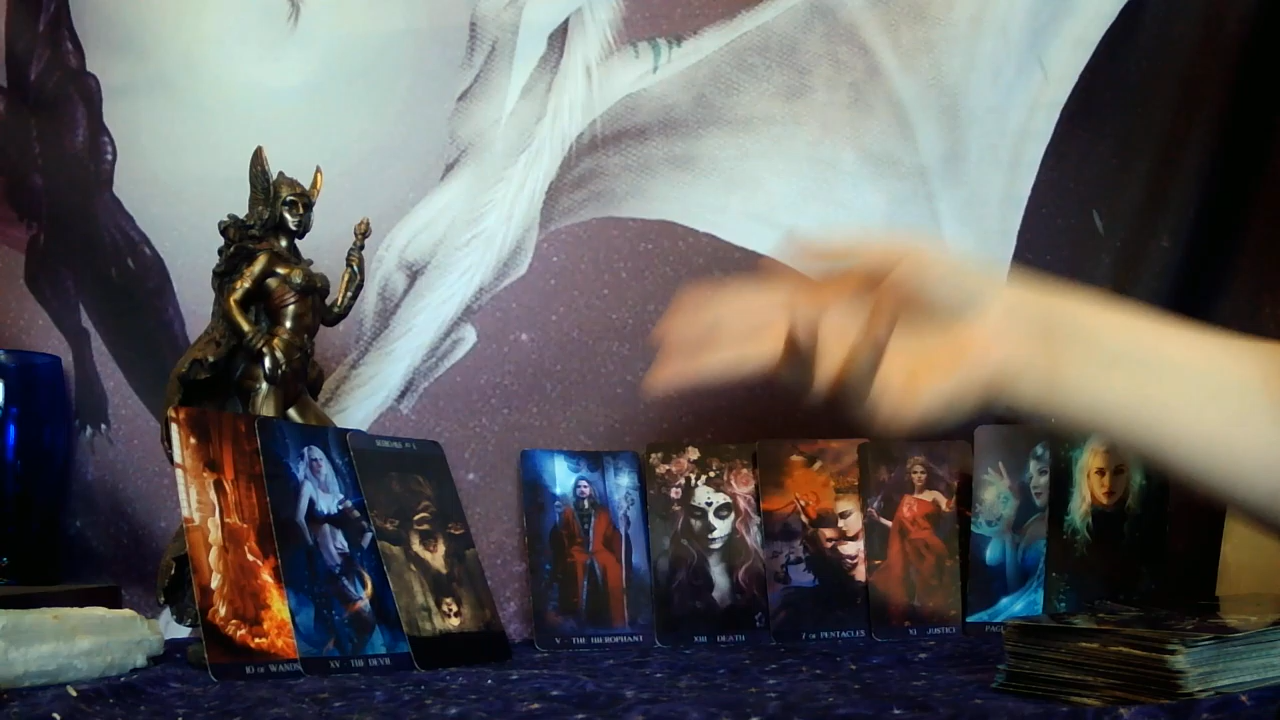 10 OF WANDS
XV - THE DEVIL
V - THE HIEROPHANT
XIII DEATH
7 OF PENTACLES
XI JUSTICE